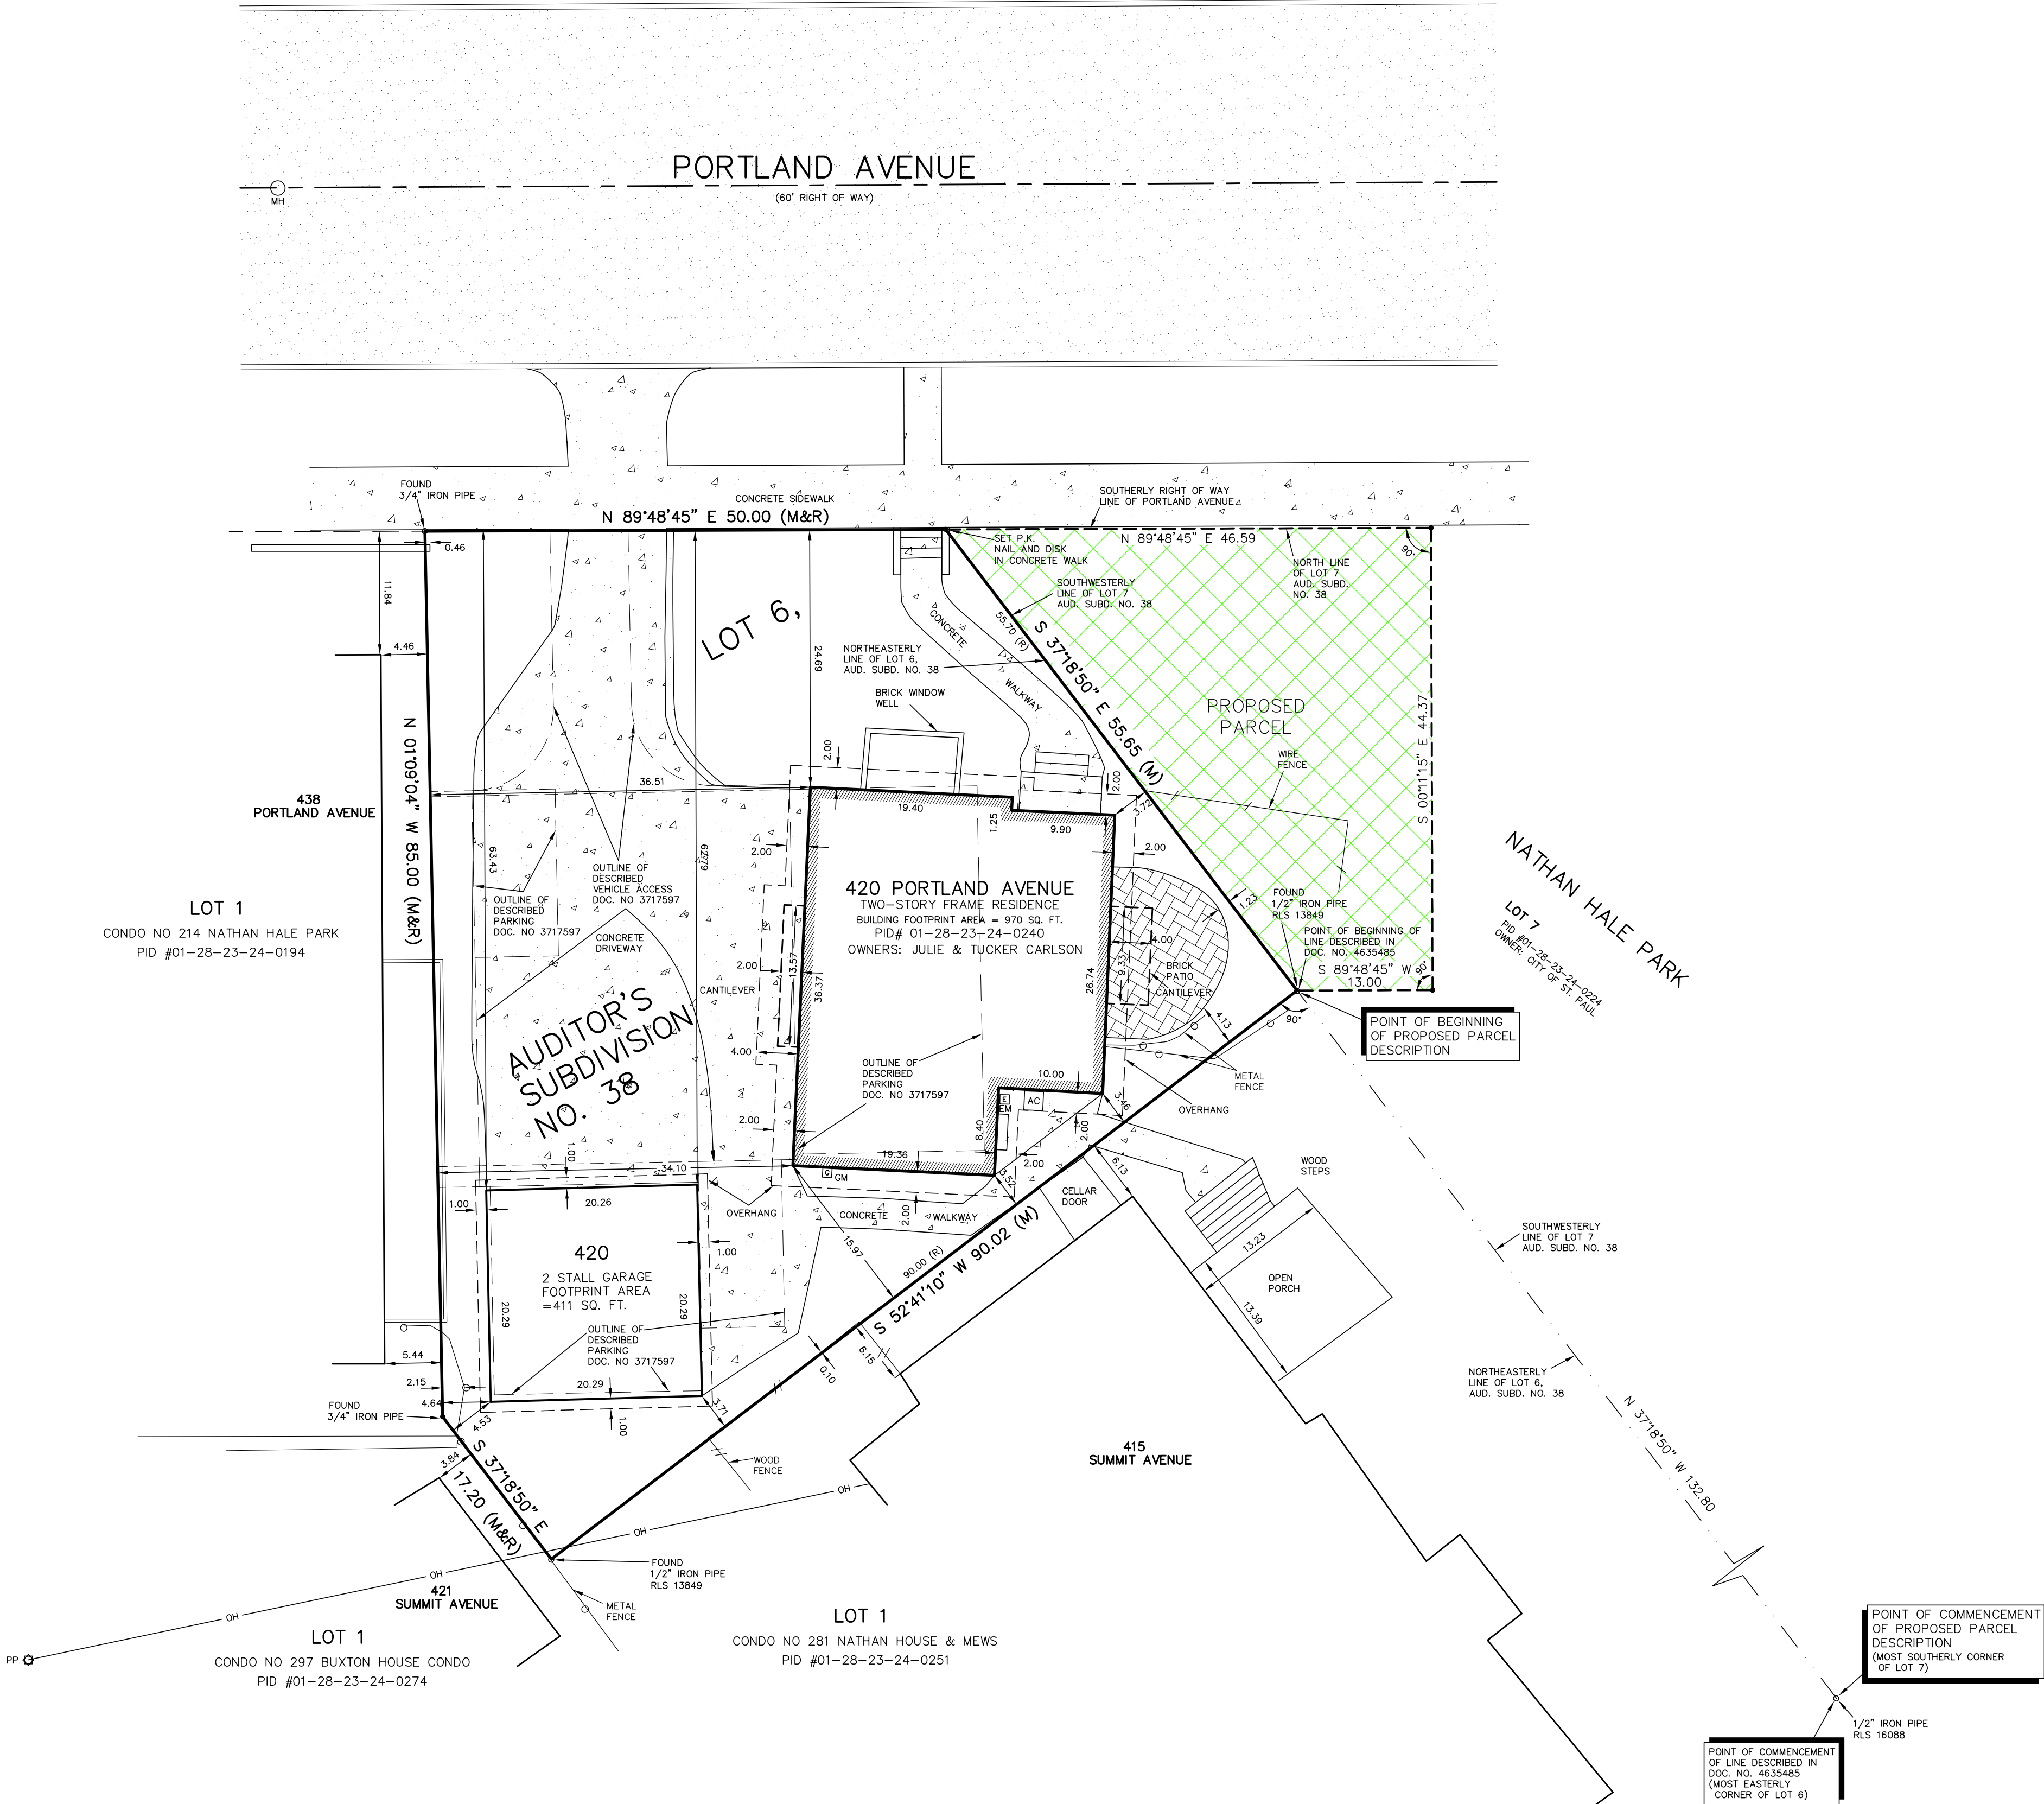 PORTLAND AVENUE
(60' RIGHT OF WAY)
MH
FOUND
3/4" IRON PIPE
CONCRETE SIDEWALK
N 89°48'45" E 50.00 (M&R)
SOUTHERLY RIGHT OF WAY
LINE OF PORTLAND AVENUE
0.46
11.84
4.46
SET P.K.
NAIL AND DISK
IN CONCRETE WALK
N 89°48'45" E 46.59
90°
NORTH LINE
OF LOT 7
AUD. SUBD.
NO. 38
SOUTHWESTERLY
LINE OF LOT 7
AUD. SUBD. NO. 38
CONCRETE
WALKWAY
55.70 (R)
S 37°18'50" E 55.65 (M)
LOT 6,
24.69
NORTHEASTERLY
LINE OF LOT 6,
AUD. SUBD. NO. 38
BRICK WINDOW
WELL
PROPOSED
PARCEL
WIRE
FENCE
S 00°11'15" E 44.37
N 01°09'04" W 85.00 (M&R)
438
PORTLAND AVENUE
2.00
36.51
2.00
3.72
19.40
1.25
9.90
63.43
62.79
2.00
2.00
OUTLINE OF
DESCRIBED
VEHICLE ACCESS
DOC. NO 3717597
OUTLINE OF
DESCRIBED
PARKING
DOC. NO 3717597
CONCRETE
DRIVEWAY
420 PORTLAND AVENUE
TWO-STORY FRAME RESIDENCE
BUILDING FOOTPRINT AREA = 970 SQ. FT.
PID# 01-28-23-24-0240
OWNERS: JULIE & TUCKER CARLSON
1.23
FOUND
1/2" IRON PIPE
RLS 13849
POINT OF BEGINNING OF
LINE DESCRIBED IN
DOC. NO. 4635485
S 89°48'45" W
13.00
90°
NATHAN HALE PARK
LOT 7
PID #01-28-23-24-0224
OWNER: CITY OF ST. PAUL
LOT 1
CONDO NO 214 NATHAN HALE PARK
PID #01-28-23-24-0194
2.00
13.57
CANTILEVER
36.37
4.00
9.33
26.74
BRICK
PATIO
CANTILEVER
4.13
90°
POINT OF BEGINNING
OF PROPOSED PARCEL
DESCRIPTION
AUDITOR'S
SUBDIVISION
NO. 38
4.00
OUTLINE OF
DESCRIBED
PARKING
DOC. NO 3717597
10.00
E
EM
AC
METAL
FENCE
OVERHANG
3.46
2.00
8.40
2.00
2.00
1.00
34.10
19.36
G
GM
3.52
6.13
WOOD
STEPS
CELLAR
DOOR
1.00
20.26
OVERHANG
CONCRETE
WALKWAY
2.00
15.97
90.00 (R)
S 52°41'10" W 90.02 (M)
420
2 STALL GARAGE
FOOTPRINT AREA
=411 SQ. FT.
1.00
20.29
20.29
13.23
OPEN
PORCH
13.39
SOUTHWESTERLY
LINE OF LOT 7
AUD. SUBD. NO. 38
OUTLINE OF
DESCRIBED
PARKING
DOC. NO 3717597
5.44
6.15
0.10
2.15
20.29
4.64
FOUND
3/4" IRON PIPE
4.53
3.71
1.00
NORTHEASTERLY
LINE OF LOT 6,
AUD. SUBD. NO. 38
N 37°18'50" W 132.80
3.84
S 37°18'50" E
17.20 (M&R)
WOOD
FENCE
415
SUMMIT AVENUE
OH
OH
OH
OH
FOUND
1/2" IRON PIPE
RLS 13849
421
SUMMIT AVENUE
METAL
FENCE
LOT 1
CONDO NO 281 NATHAN HOUSE & MEWS
PID #01-28-23-24-0251
LOT 1
CONDO NO 297 BUXTON HOUSE CONDO
PID #01-28-23-24-0274
PP
POINT OF COMMENCEMENT
OF PROPOSED PARCEL
DESCRIPTION
(MOST SOUTHERLY CORNER
OF LOT 7)
1/2" IRON PIPE
RLS 16088
POINT OF COMMENCEMENT
OF LINE DESCRIBED IN
DOC. NO. 4635485
(MOST EASTERLY
CORNER OF LOT 6)